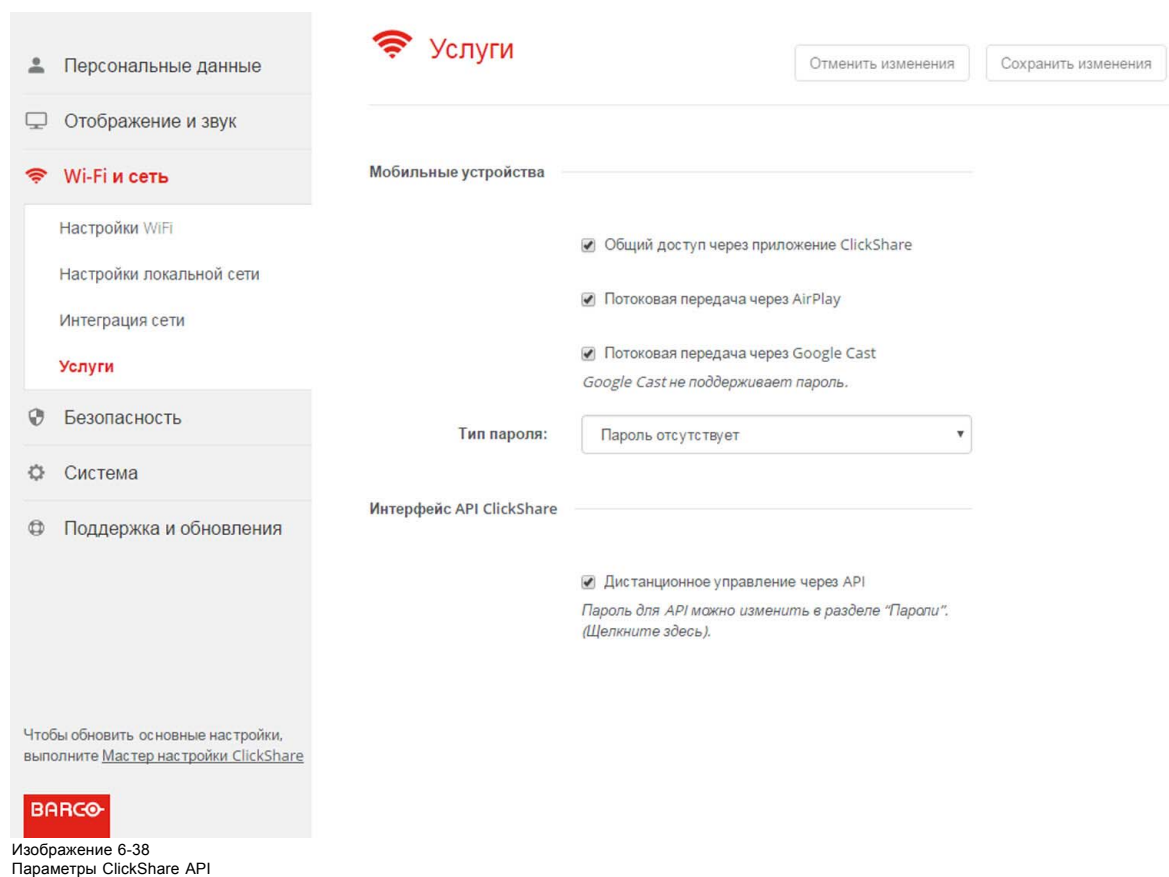 Персональные данные
Отображение и звук
Wi-Fi и сеть
Настройки WiFi
Настройки локальной сети
Интеграция сети
Услуги
Безопасность
Система
Поддержка и обновления
Чтобы обновить основные настройки,
выполните Мастер настройки ClickShare
BARCO
Услуги
Отменить изменения
Сохранить изменения
Мобильные устройства
Общий доступ через приложение ClickShare
Потоковая передача через AirPlay
Потоковая передача через Google Cast
Google Cast не поддерживает пароль.
Тип пароля:
Пароль отсутствует
Интерфейс API ClickShare
Дистанционное управление через API
Пароль для API можно изменить в разделе “Пароли”.
(Щелкните здесь).
Изображение 6-38
Параметры ClickShare API